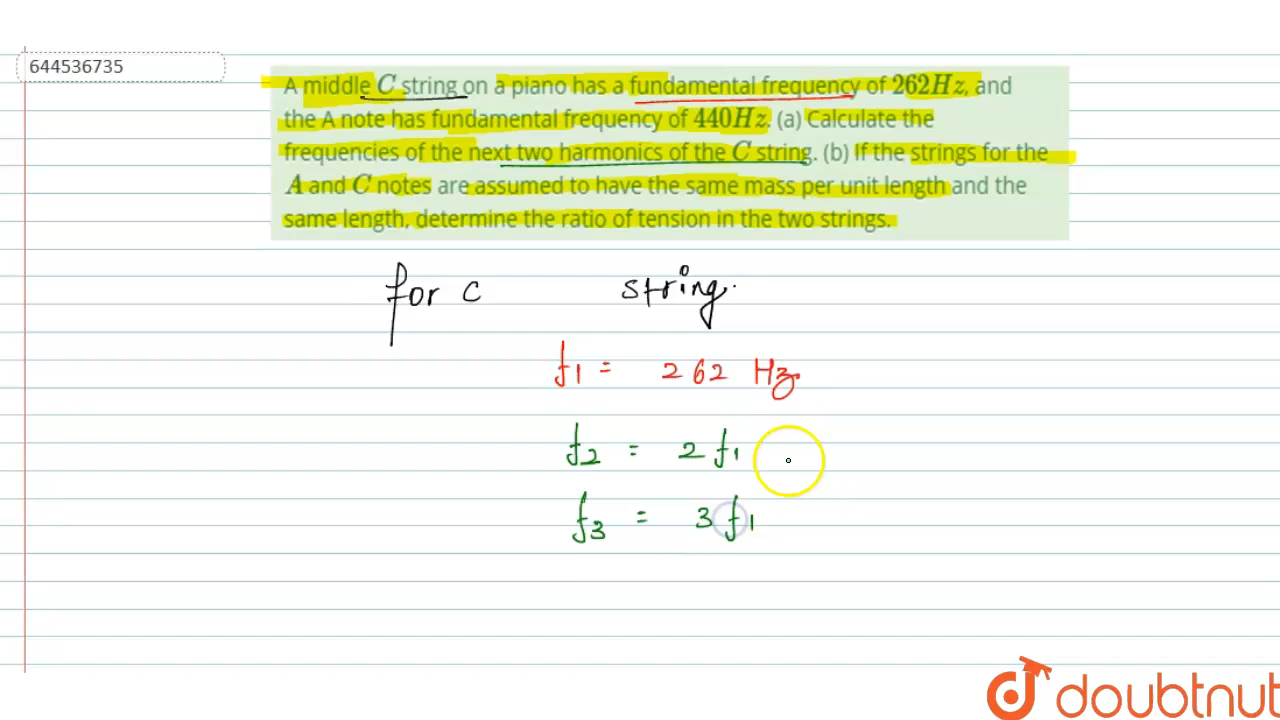 644536735
A middle C string on a piano has a fundamental frequency of 262Hz, and
the A note has fundamental frequency of 440Hz. (a) Calculate the
frequencies of the next two harmonics of the C string. (b) If the strings for the
A and C notes are assumed to have the same mass per unit length and the
same length, determine the ratio of tension in the two strings.
for C string.
f1 = 262 Hz
f2 = 2 f1
f3 = 3 f1
doubtnut